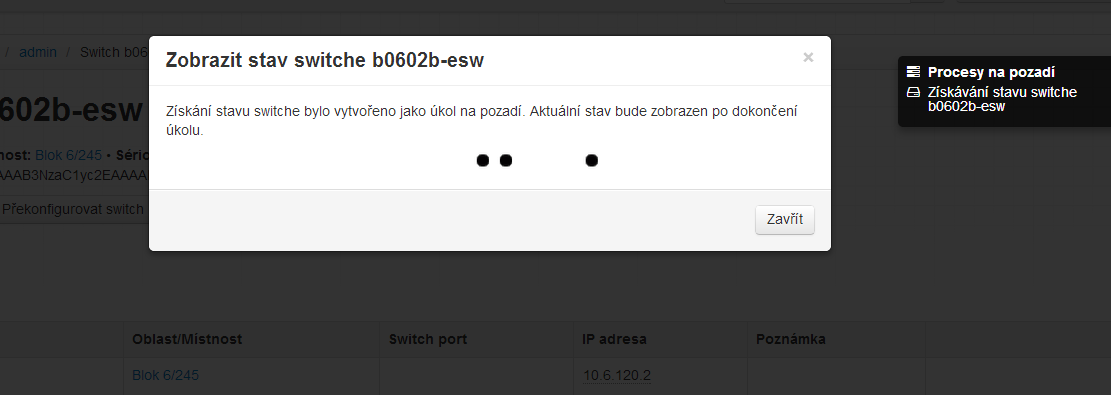 / admin / Switch b06
Zobrazit stav switche b0602b-esw
×
Procesy na pozadí
Získávání stavu switche
b0602b-esw
602b-esw
Získání stavu switche bylo vytvořeno jako úkol na pozadí. Aktuální stav bude zobrazen po dokončení
úkolu.
nost: Blok 6/245 • Sério
AAAB3NzaC1yc2EAAAA
Překonfigurovat switch
Zavřít
Oblast/Místnost Switch port IP adresa Poznámka
Blok 6/245 10.6.120.2